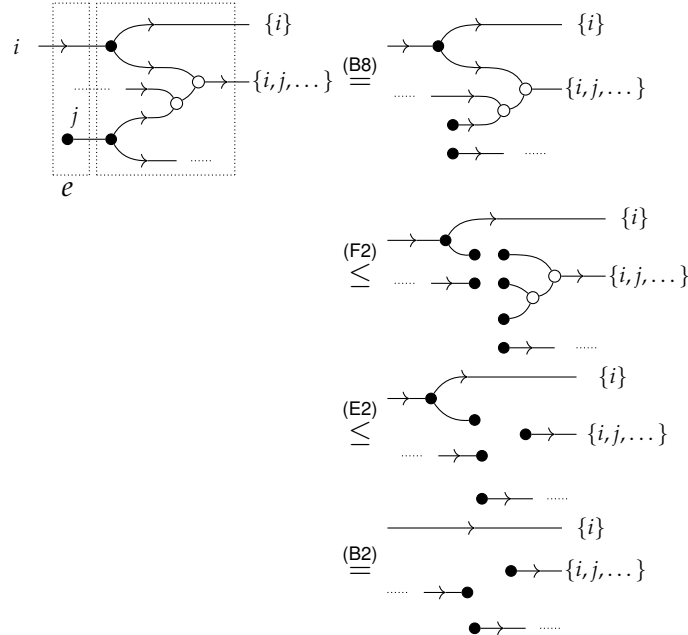 {i}
i
(B8)
=
{i, j, . . . }
{i}
{i, j, . . . }
......
......
j
......
......
e
{i}
(F2)
≤
{i, j, . . . }
......
......
{i}
(E2)
≤
{i, j, . . . }
......
......
{i}
(B2)
=
{i, j, . . . }
......
......